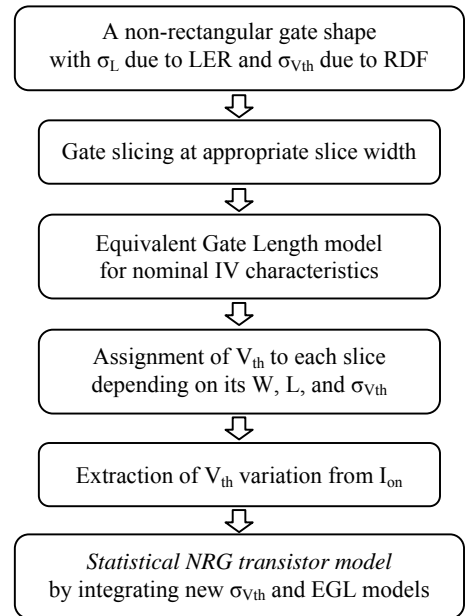 A non-rectangular gate shape
with σL due to LER and σVth due to RDF
Gate slicing at appropriate slice width
Equivalent Gate Length model
for nominal IV characteristics
Assignment of Vth to each slice
depending on its W, L, and σVth
Extraction of Vth variation from Ion
Statistical NRG transistor model
by integrating new σVth and EGL models